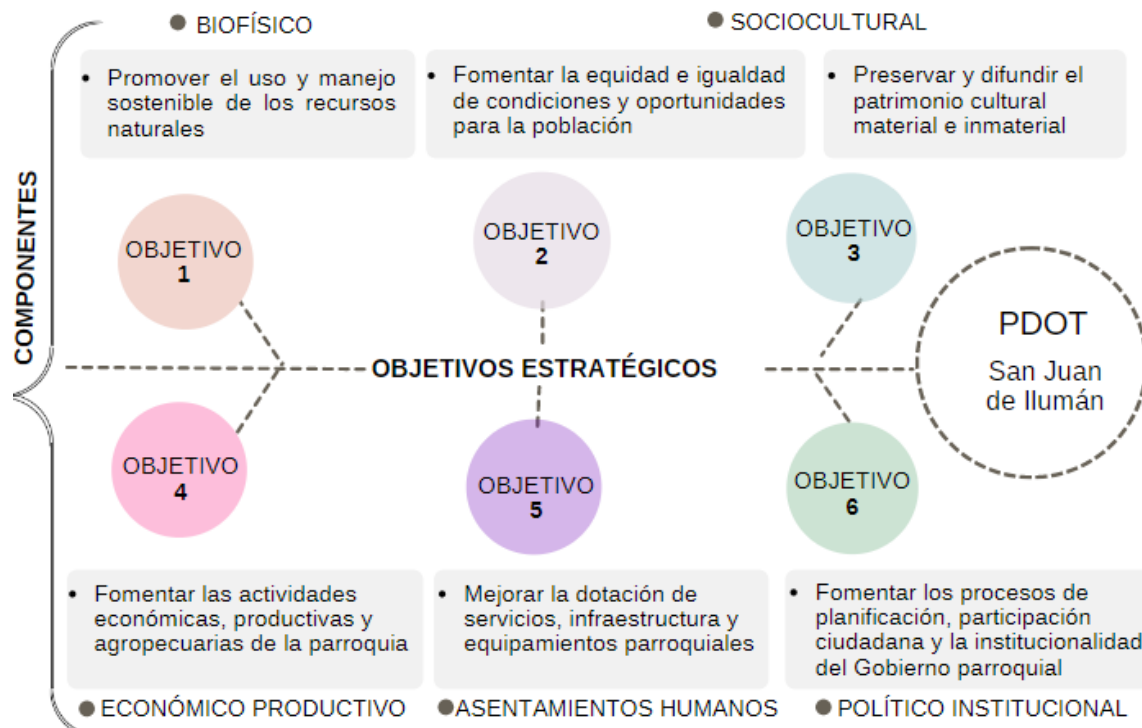 ● BIOFÍSICO
● SOCIOCULTURAL
• Promover el uso y manejo
sostenible de los recursos
naturales
• Fomentar la equidad e igualdad
de condiciones y oportunidades
para la población
• Preservar y difundir el
patrimonio cultural
material e inmaterial
COMPONENTES
OBJETIVO
1
OBJETIVO
2
OBJETIVO
3
OBJETIVOS ESTRATÉGICOS
PDOT
San Juan
de Ilumán
OBJETIVO
4
OBJETIVO
5
OBJETIVO
6
• Fomentar las actividades
económicas, productivas y
agropecuarias de la parroquia
• Mejorar la dotación de
servicios, infraestructura y
equipamientos parroquiales
• Fomentar los procesos de
planificación, participación
ciudadana y la institucionalidad
del Gobierno parroquial
● ECONÓMICO PRODUCTIVO
● ASENTAMIENTOS HUMANOS
● POLÍTICO INSTITUCIONAL